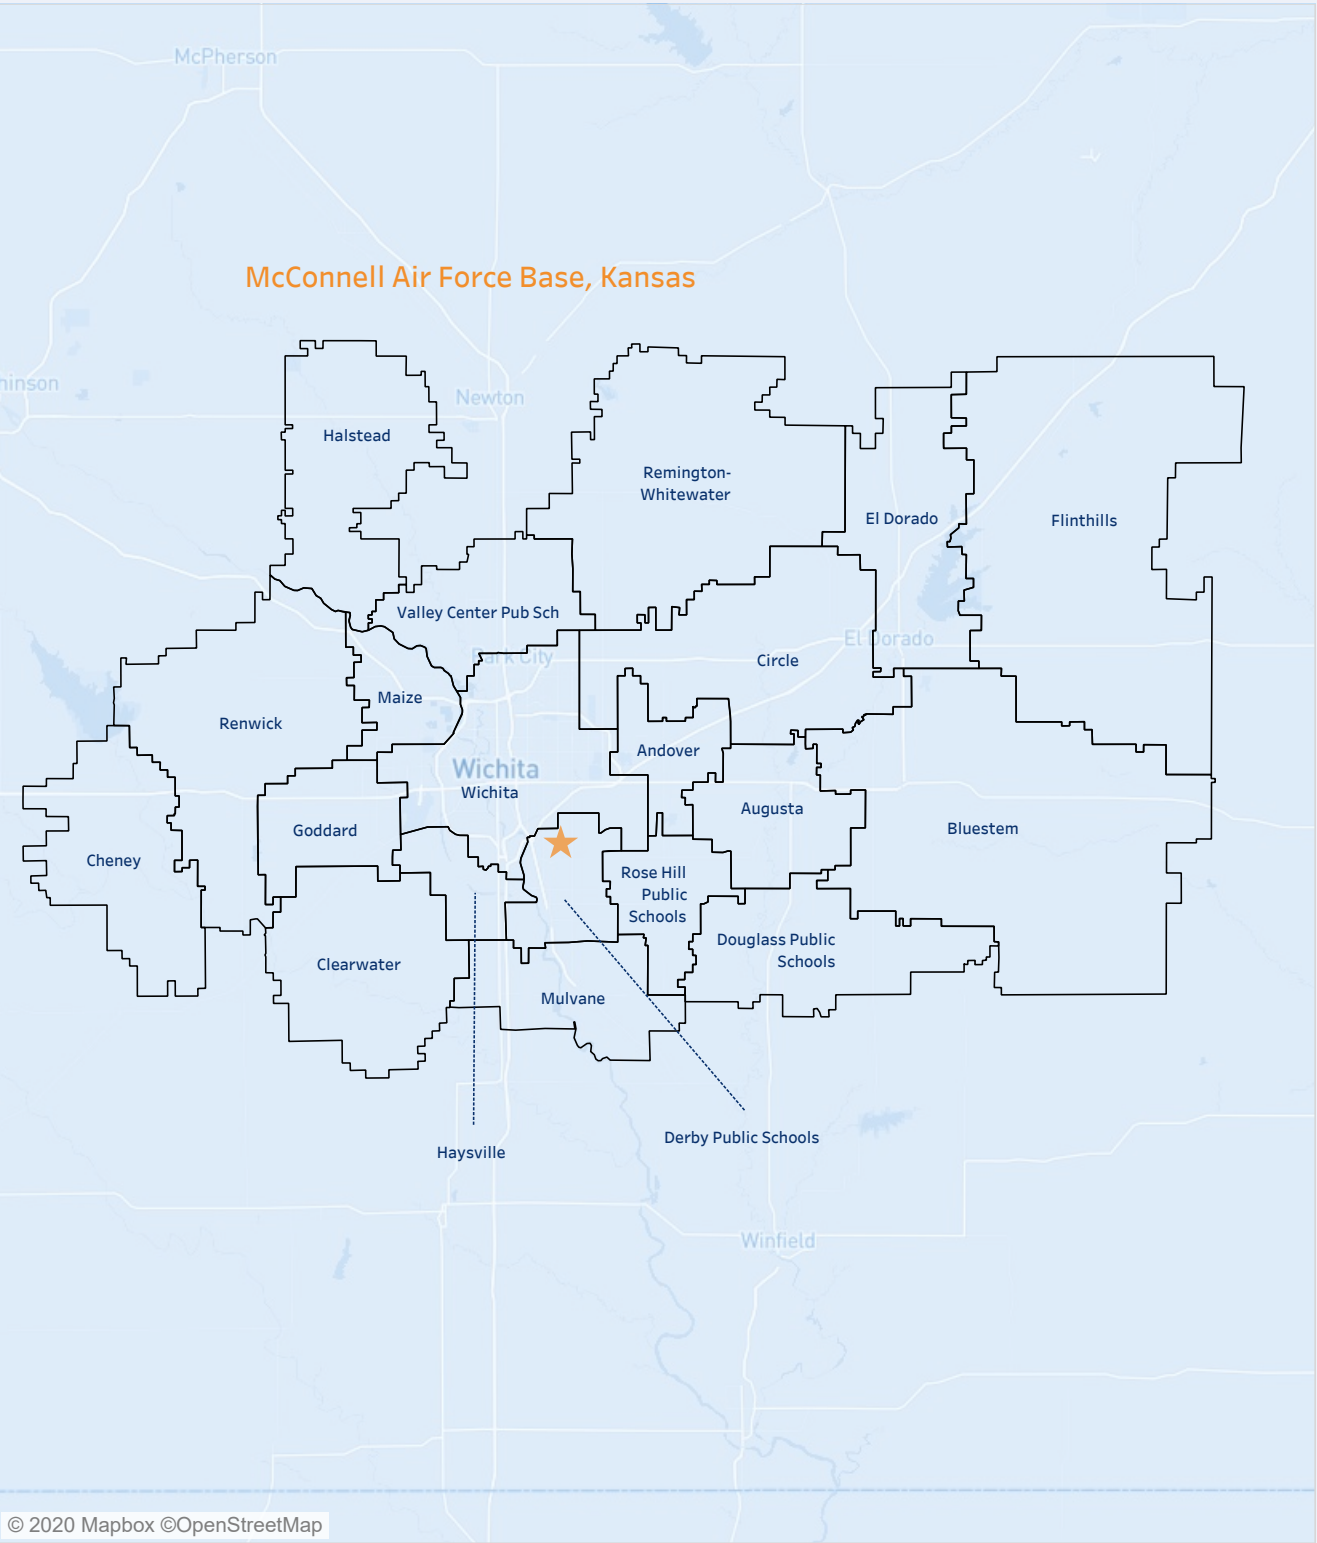 McPherson
McConnell Air Force Base, Kansas
Newton
Halstead
Remington-
Whitewater
El Dorado
Flinthills
Valley Center Pub Sch
El Dorado
Park City
Circle
Maize
Renwick
Andover
Wichita
Wichita
Augusta
Goddard
Bluestem
Cheney
Rose Hill
Public
Schools
Douglass Public
Schools
Clearwater
Mulvane
Derby Public Schools
Haysville
Winfield
© 2020 Mapbox ©OpenStreetMap